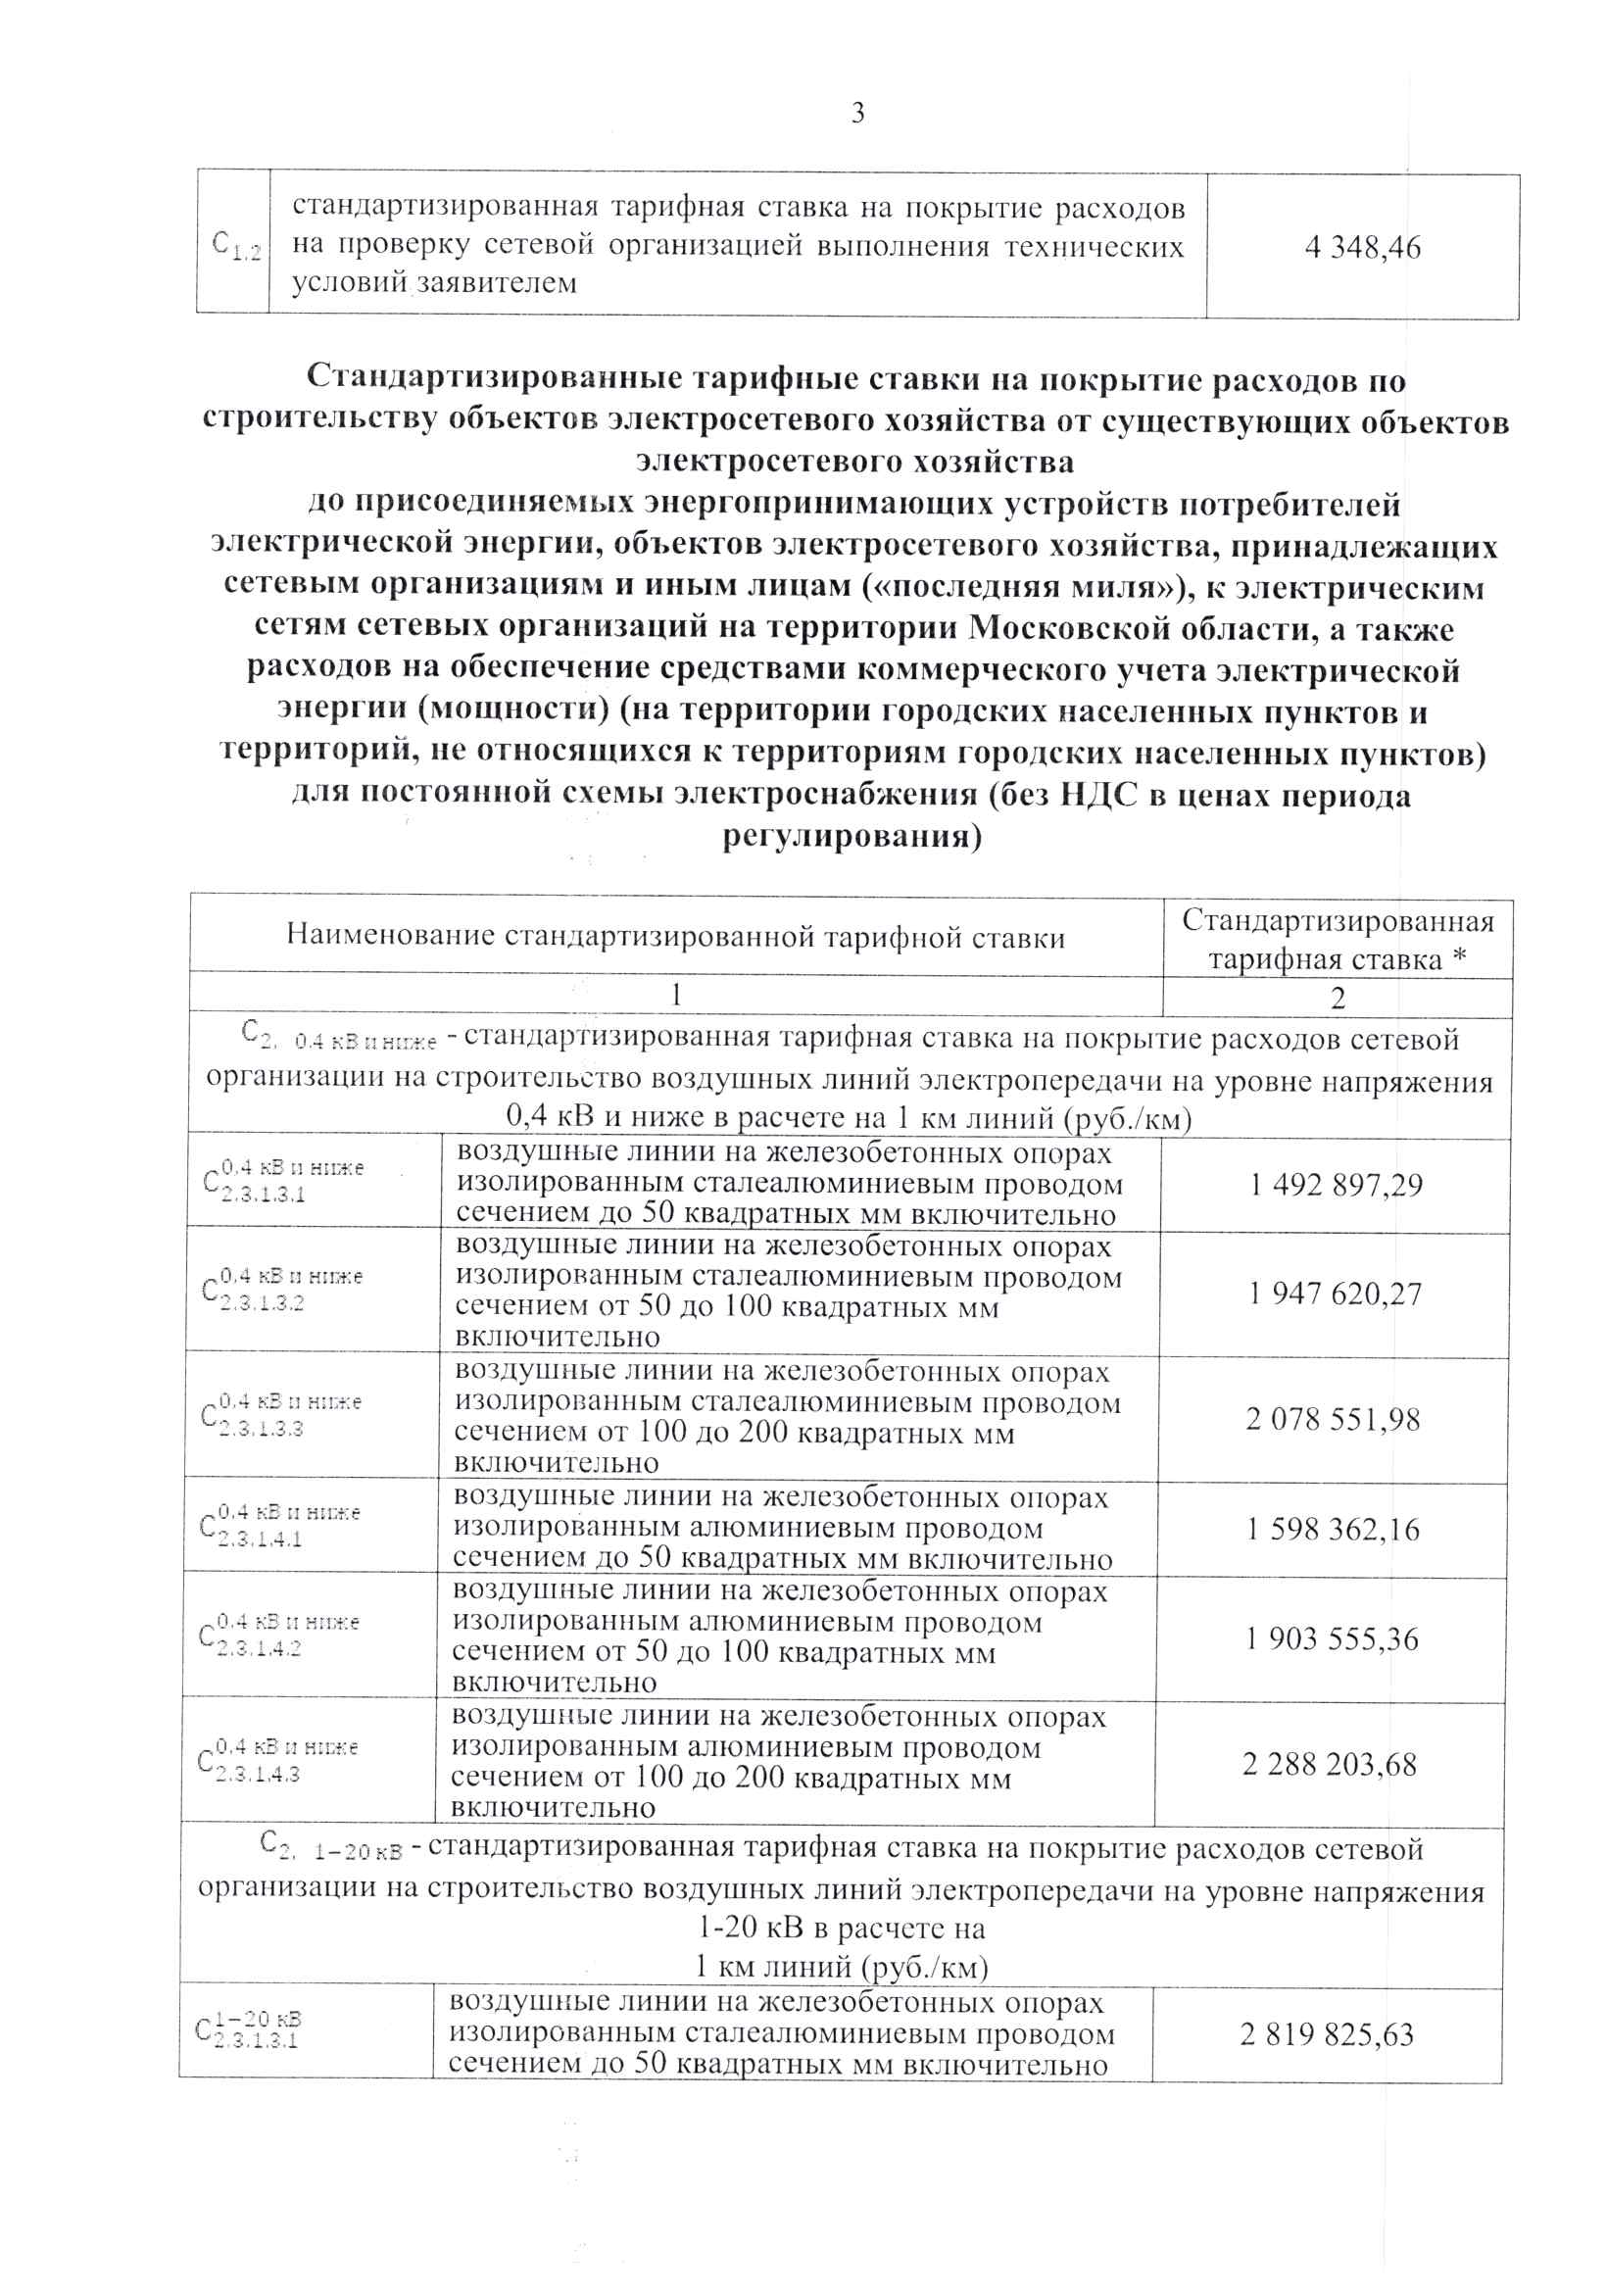 3
стандартизированная тарифная ставка на покрытие расходов
С1.2 на проверку сетевой организацией выполнения технических 4 348,46
условий заявителем
Стандартизированные тарифные ставки на покрытие расходов по
строительству объектов электросетевого хозяйства от существующих объектов
электросетевого хозяйства
до присоединяемых энергопринимающих устройств потребителей
электрической энергии, объектов электросетевого хозяйства, принадлежащих
сетевым организациям и иным лицам («последняя миля»), к электрическим
сетям сетевых организаций на территории Московской области, а также
расходов на обеспечение средствами коммерческого учета электрической
энергии (мощности) (на территории городских населенных пунктов и
территорий, не относящихся к территориям городских населенных пунктов)
для постоянной схемы электроснабжения (без НДС в ценах периода
регулирования)
Наименование стандартизированной тарифной ставки
Стандартизированная
тарифная ставка *
1
2
С2, 0.4 кВ и ниже - стандартизированная тарифная ставка на покрытие расходов сетевой
организации на строительство воздушных линий электропередачи на уровне напряжения
0,4 кВ и ниже в расчете на 1 км линий (руб./км)
С 0.4 кВ и ниже 2.3.1.3.1
воздушные линии на железобетонных опорах
изолированным сталеалюминиевым проводом
сечением до 50 квадратных мм включительно
1 492 897,29
С 0.4 кВ и ниже 2.3.1.3.2
воздушные линии на железобетонных опорах
изолированным сталеалюминиевым проводом
сечением от 50 до 100 квадратных мм
включительно
1 947 620,27
С 0.4 кВ и ниже 2.3.1.3.3
воздушные линии на железобетонных опорах
изолированным сталеалюминиевым проводом
сечением от 100 до 200 квадратных мм
включительно
2 078 551,98
С 0.4 кВ и ниже 2.3.1.4.1
воздушные линии на железобетонных опорах
изолированным алюминиевым проводом
сечением до 50 квадратных мм включительно
1 598 362,16
С 0.4 кВ и ниже 2.3.1.4.2
воздушные линии на железобетонных опорах
изолированным алюминиевым проводом
сечением от 50 до 100 квадратных мм
включительно
1 903 555,36
С 0.4 кВ и ниже 2.3.1.4.3
воздушные линии на железобетонных опорах
изолированным алюминиевым проводом
сечением от 100 до 200 квадратных мм
включительно
2 288 203,68
С2, 1–20 кВ - стандартизированная тарифная ставка на покрытие расходов сетевой
организации на строительство воздушных линий электропередачи на уровне напряжения
1-20 кВ в расчете на
1 км линий (руб./км)
С 1–20 кВ 2.3.1.3.1
воздушные линии на железобетонных опорах
изолированным сталеалюминиевым проводом
сечением до 50 квадратных мм включительно
2 819 825,63